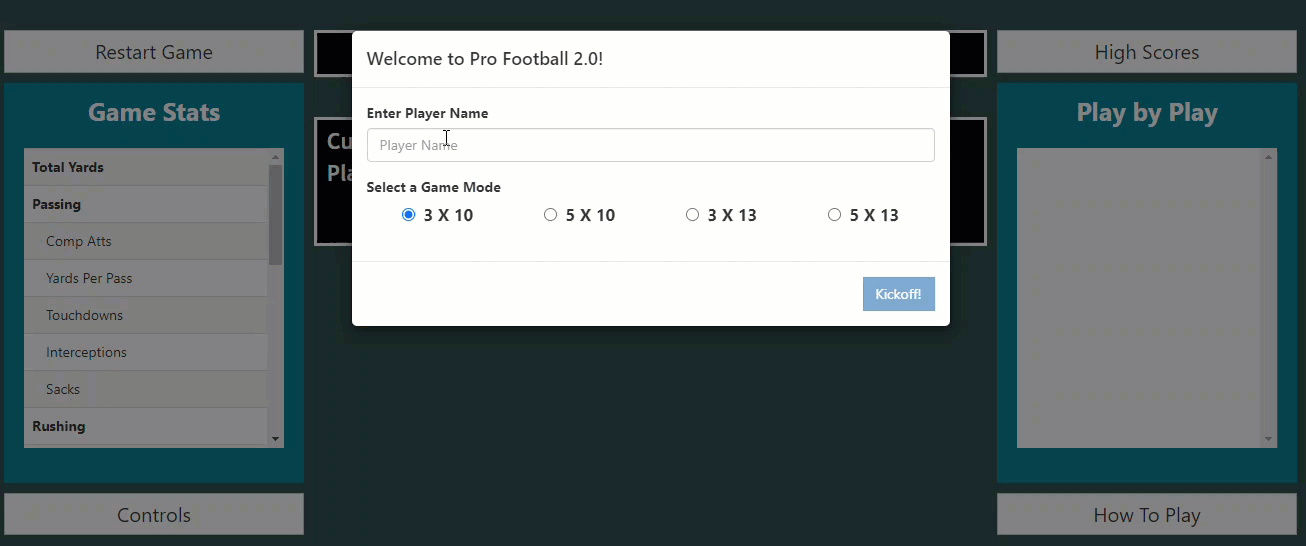 Restart Game
Game Stats
Total Yards
Passing
Comp Atts
Yards Per Pass
Touchdowns
Interceptions
Sacks
Rushing
Controls
Welcome to Pro Football 2.0!
Enter Player Name
Player Name
Select a Game Mode
3 X 10 5 X 10 3 X 13 5 X 13
Kickoff!
Cu
Pla
High Scores
Play by Play
How To Play